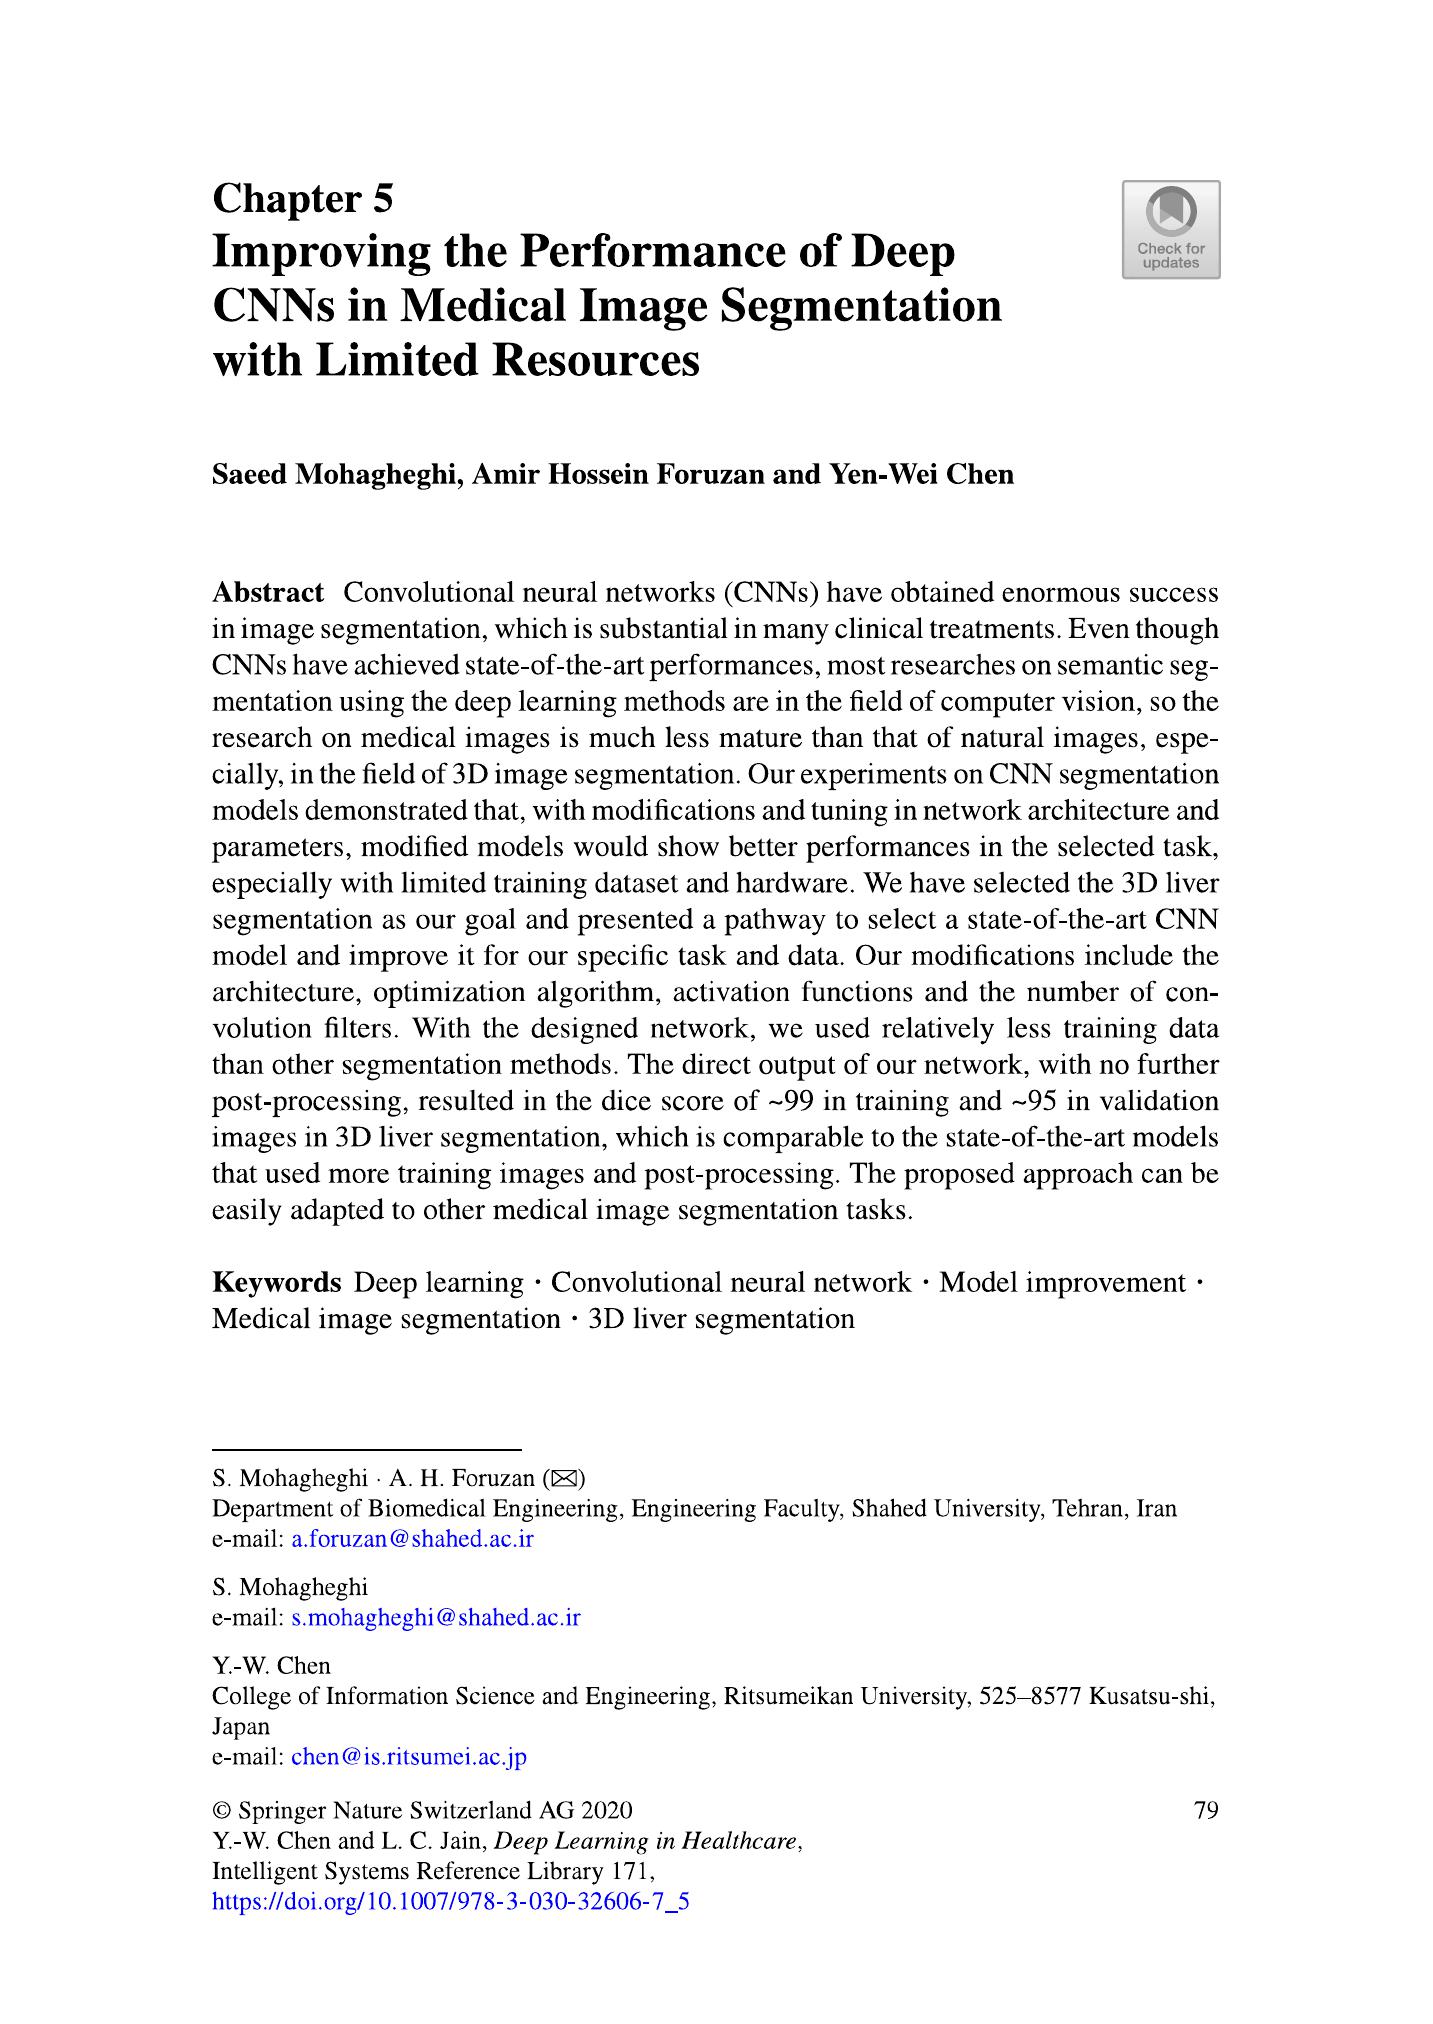 Chapter 5
Improving the Performance of Deep
CNNs in Medical Image Segmentation
with Limited Resources
Check for
updates
Saeed Mohagheghi, Amir Hossein Foruzan and Yen-Wei Chen
Abstract Convolutional neural networks (CNNs) have obtained enormous success
in image segmentation, which is substantial in many clinical treatments. Even though
CNNs have achieved state-of-the-art performances, most researches on semantic seg-
mentation using the deep learning methods are in the field of computer vision, so the
research on medical images is much less mature than that of natural images, espe-
cially, in the field of 3D image segmentation. Our experiments on CNN segmentation
models demonstrated that, with modifications and tuning in network architecture and
parameters, modified models would show better performances in the selected task,
especially with limited training dataset and hardware. We have selected the 3D liver
segmentation as our goal and presented a pathway to select a state-of-the-art CNN
model and improve it for our specific task and data. Our modifications include the
architecture, optimization algorithm, activation functions and the number of con-
volution filters. With the designed network, we used relatively less training data
than other segmentation methods. The direct output of our network, with no further
post-processing, resulted in the dice score of ~99 in training and ~95 in validation
images in 3D liver segmentation, which is comparable to the state-of-the-art models
that used more training images and post-processing. The proposed approach can be
easily adapted to other medical image segmentation tasks.
Keywords Deep learning · Convolutional neural network · Model improvement ·
Medical image segmentation · 3D liver segmentation
S. Mohagheghi · A. H. Foruzan (✉)
Department of Biomedical Engineering, Engineering Faculty, Shahed University, Tehran, Iran
e-mail: a.foruzan@shahed.ac.ir
S. Mohagheghi
e-mail: s.mohagheghi@shahed.ac.ir
Y.-W. Chen
College of Information Science and Engineering, Ritsumeikan University, 525–8577 Kusatsu-shi,
Japan
e-mail: chen@is.ritsumei.ac.jp
© Springer Nature Switzerland AG 2020 79
Y.-W. Chen and L. C. Jain, Deep Learning in Healthcare,
Intelligent Systems Reference Library 171,
https://doi.org/10.1007/978-3-030-32606-7_5